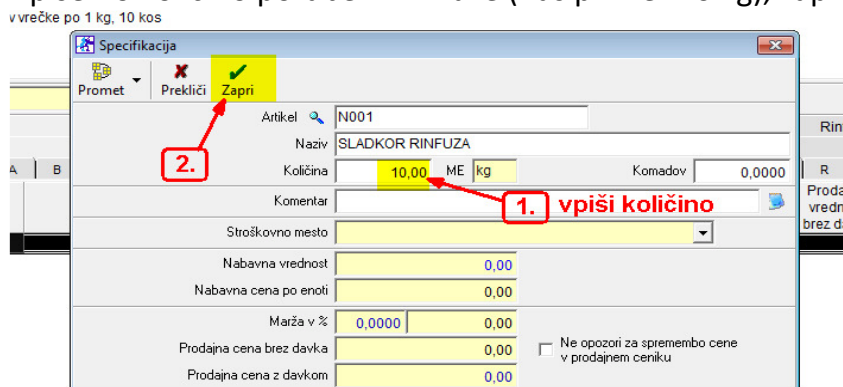 v vrečke po 1 kg, 10 kos
Specifikacija
Promet Prekliči Zapri
Artikel N001
Rin
Naziv SLADKOR RINFUZA
2.
A B Količina 10,00 ME kg Komadov 0,0000 R
Komentar
1. vpiši količino
Proda
vredn
brez d
Stroškovno mesto
Nabavna vrednost 0,00
Nabavna cena po enoti 0,00
Marža v % 0,0000 0,00
Prodajna cena brez davka 0,00
Ne opozori za spremembo cene
v prodajnem ceniku
Prodajna cena z davkom 0,00